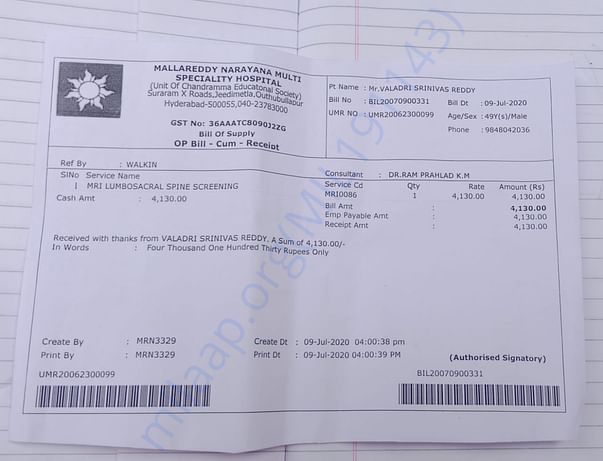 MALLAREDDY NARAYANA MULTI
SPECIALITY HOSPITAL
(Unit Of Chandramma Educatonal Society)
Suraram X Roads,Jeedimetla,Outhubullapur
Hyderabad-500055,040-23783000
GST No: 36AAATC8090J2ZG
Bill Of Supply
OP Bill - Cum - Receipt
Pt Name : Mr.VALADRI SRINIVAS REDDY
Bill No : BIL20070900331 Bill Dt : 09-Jul-2020
UMR NO : UMR20062300099 Age/Sex : 49Y(s)/Male
Phone : 9848042036
Ref By : WALKIN
Consultant : DR.RAM PRAHLAD K.M
SlNo Service Name Service Cd Qty Rate Amount (Rs)
1 MRI LUMBOSACRAL SPINE SCREENING MRI0086 1 4,130.00 4,130.00
Cash Amt : 4,130.00
Bill Amt : 4,130.00
Emp Payable Amt : 4,130.00
Receipt Amt : 4,130.00
Received with thanks from VALADRI SRINIVAS REDDY, A Sum of 4,130.00/-
In Words : Four Thousand One Hundred Thirty Rupees Only
Create By : MRN3329 Create Dt : 09-Jul-2020 04:00:38 pm
Print By : MRN3329 Print Dt : 09-Jul-2020 04:00:39 PM
(Authorised Signatory)
UMR20062300099
BIL20070900331